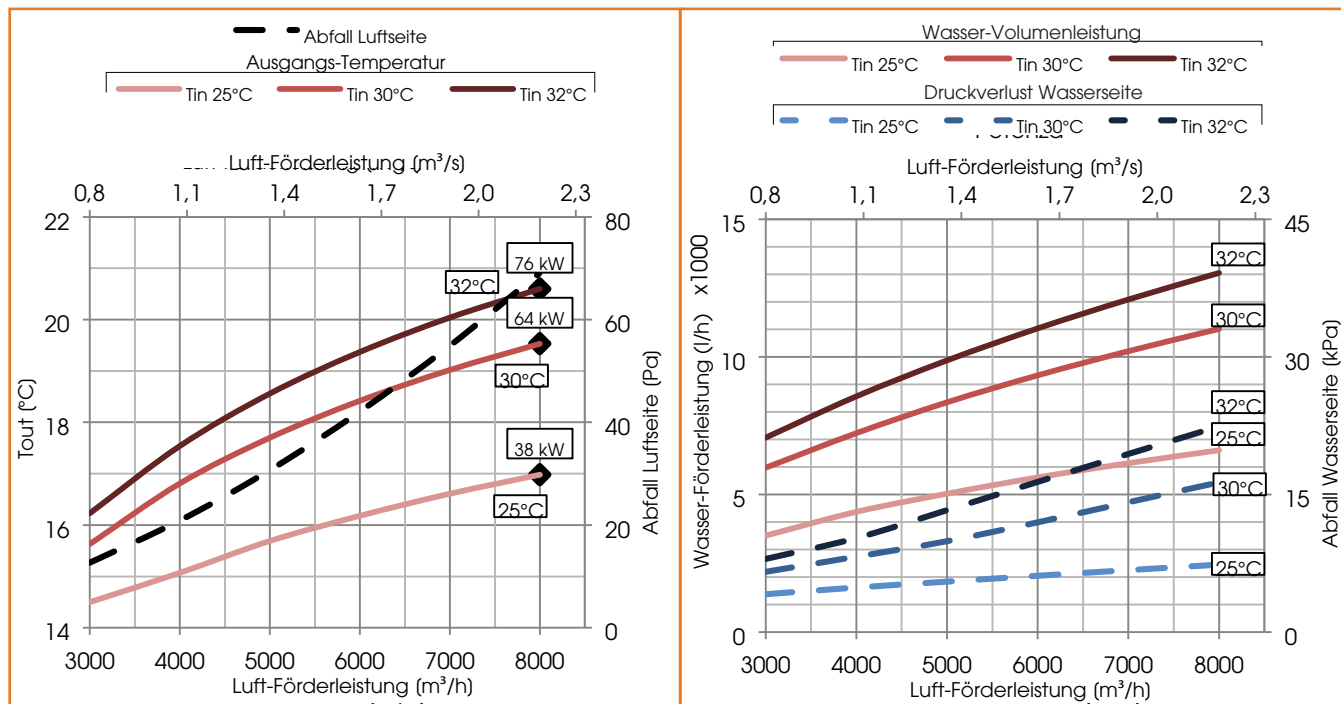 Abfall Luftseite
Ausgangs-Temperatur
Tin 25°C Tin 30°C Tin 32°C
Luft-Förderleistung (m³/s)
0,8 1,1 1,4 1,7 2,0 2,3
22
20
18
16
14
Tout (°C)
80
60
40
20
0
Abfall Luftseite (Pa)
76 kW
32°C
64 kW
30°C
38 kW
25°C
3000 4000 5000 6000 7000 8000
Luft-Förderleistung (m³/h)
Wasser-Volumenleistung
Tin 25°C Tin 30°C Tin 32°C
Druckverlust Wasserseite
Tin 25°C Tin 30°C Tin 32°C
Luft-Förderleistung (m³/s)
0,8 1,1 1,4 1,7 2,0 2,3
15
10
5
0
Wasser-Förderleistung (l/h) x1000
45
30
15
0
Abfall Wasserseite (kPa)
32°C
30°C
32°C
25°C
30°C
25°C
3000 4000 5000 6000 7000 8000
Luft-Förderleistung (m³/h)